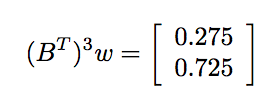 (B^T)^3 w = [ 0.275
0.725 ]